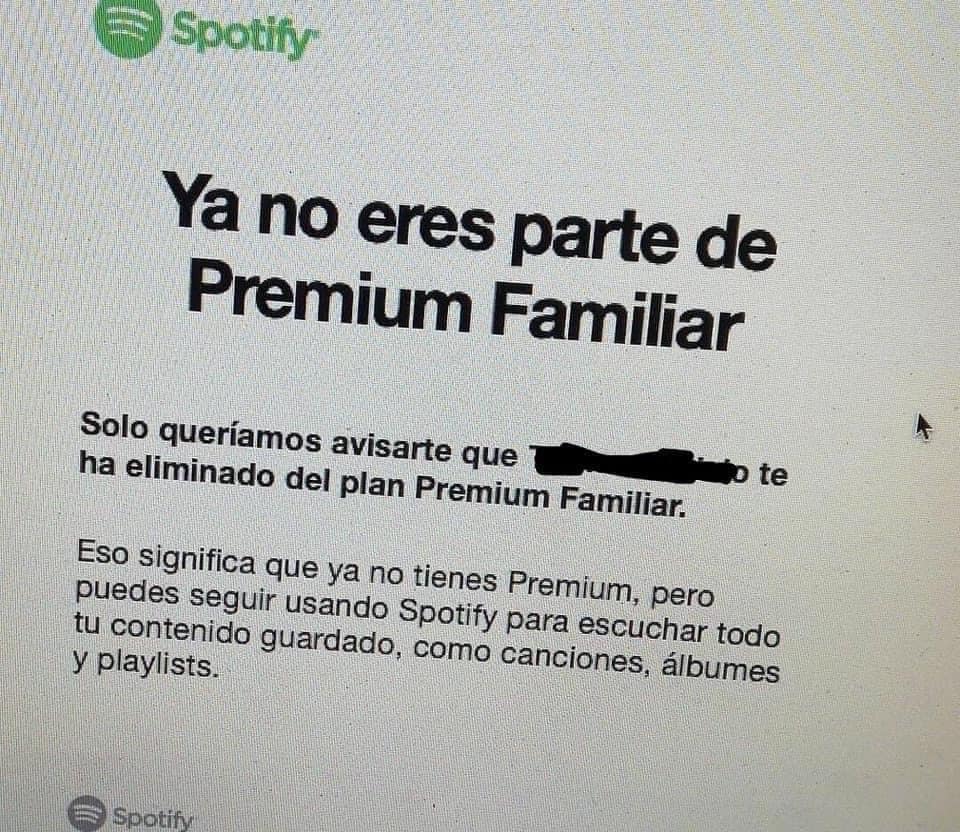 Spotify
Ya no eres parte de
Premium Familiar
Solo queríamos avisarte que te
ha eliminado del plan Premium Familiar.
Eso significa que ya no tienes Premium, pero
puedes seguir usando Spotify para escuchar todo
tu contenido guardado, como canciones, álbumes
y playlists.
Spotify